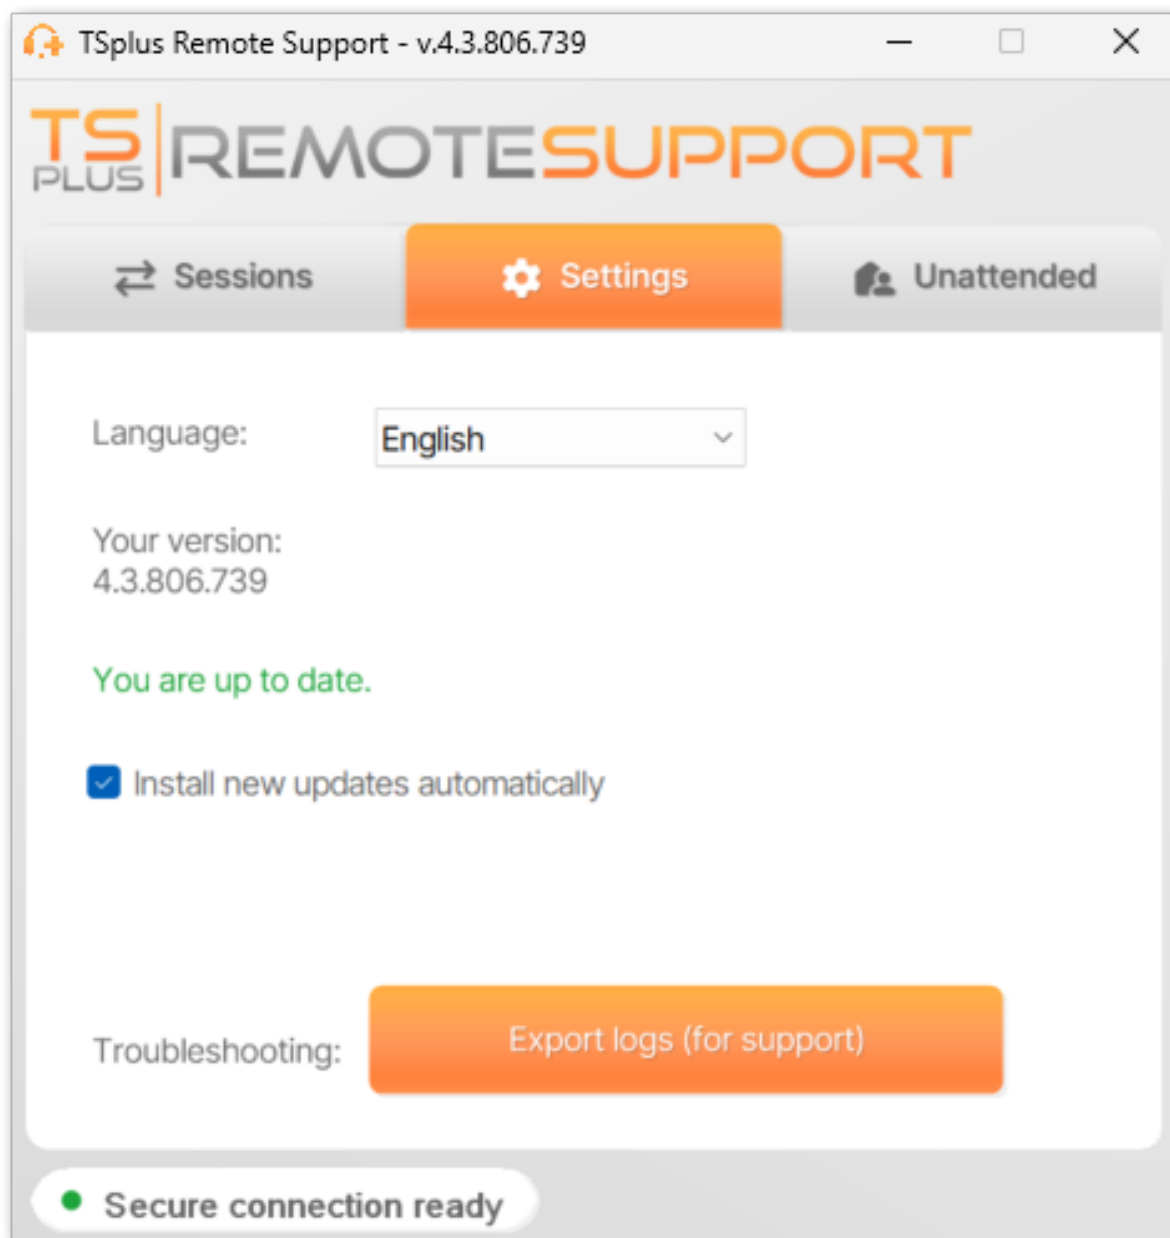 TSplus Remote Support - v.4.3.806.739
TS PLUS REMOTESUPPORT
Sessions
Settings
Unattended
Language:
English
Your version:
4.3.806.739
You are up to date.
Install new updates automatically
Troubleshooting:
Export logs (for support)
Secure connection ready